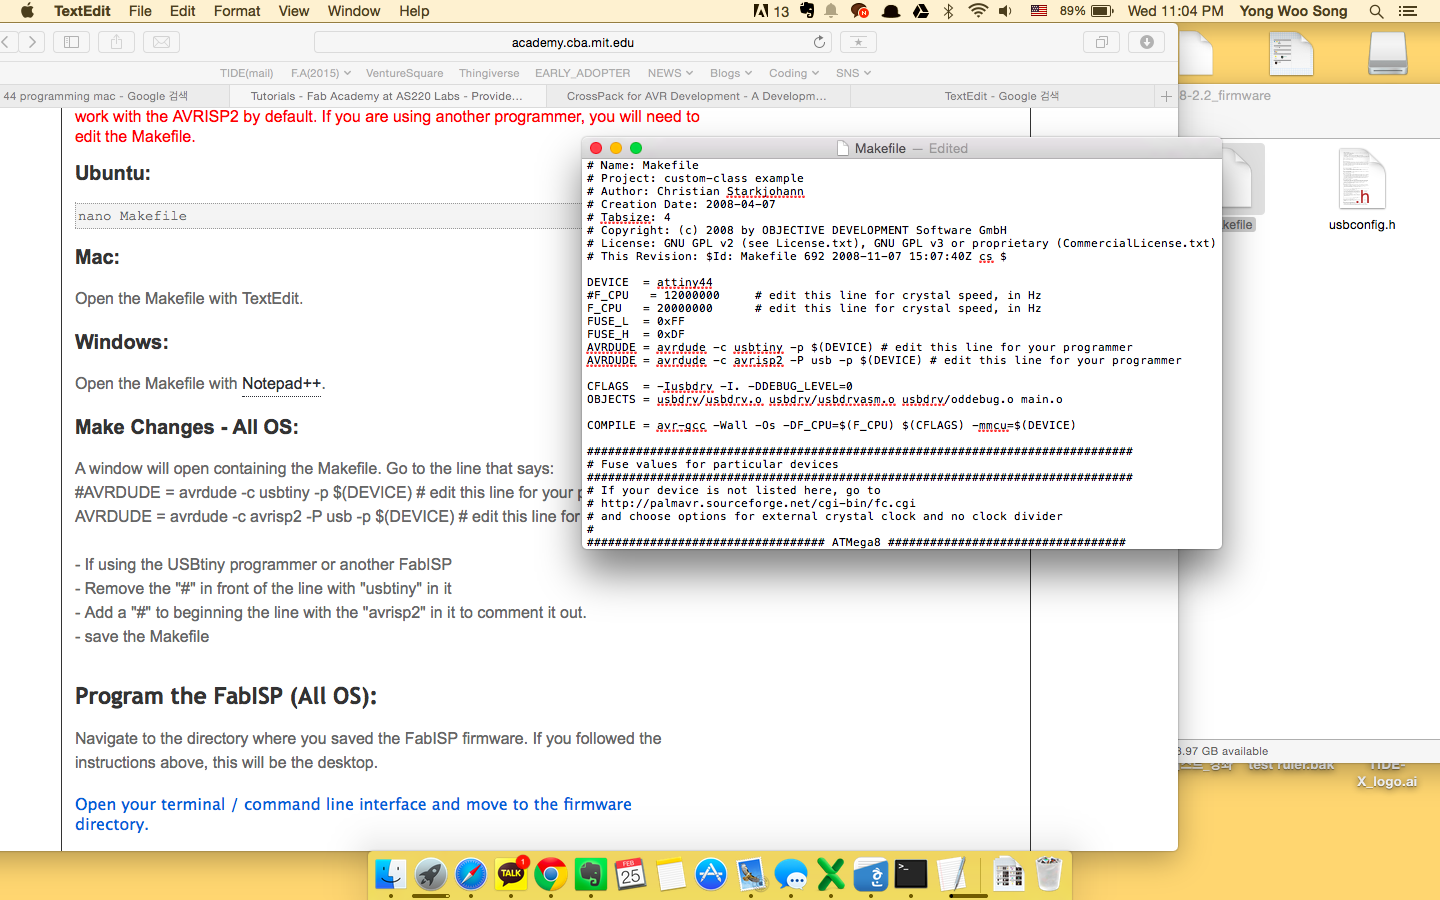 TextEdit File Edit Format View Window Help 13 89% Wed 11:04 PM Yong Woo Song
academy.cba.mit.edu
TIDE(mail) F.A(2015) VentureSquare Thingiverse EARLY_ADOPTER NEWS Blogs Coding SNS
44 programming mac - Google 검색 Tutorials - Fab Academy at AS220 Labs - Provide... CrossPack for AVR Development - A Developm... TextEdit - Google 검색
8-2.2_firmware
work with the AVRISP2 by default. If you are using another programmer, you will need to
edit the Makefile.
Ubuntu:
nano Makefile
Mac:
Open the Makefile with TextEdit.
Windows:
Open the Makefile with Notepad++.
Make Changes - All OS:
A window will open containing the Makefile. Go to the line that says:
#AVRDUDE = avrdude -c usbtiny -p $(DEVICE) # edit this line for your p
AVRDUDE = avrdude -c avrisp2 -P usb -p $(DEVICE) # edit this line for
- If using the USBtiny programmer or another FabISP
- Remove the "#" in front of the line with "usbtiny" in it
- Add a "#" to beginning the line with the "avrisp2" in it to comment it out.
- save the Makefile
Program the FabISP (All OS):
Navigate to the directory where you saved the FabISP firmware. If you followed the
instructions above, this will be the desktop.
Open your terminal / command line interface and move to the firmware
directory.
Makefile — Edited
# Name: Makefile
# Project: custom-class example
# Author: Christian Starkjohann
# Creation Date: 2008-04-07
# Tabsize: 4
# Copyright: (c) 2008 by OBJECTIVE DEVELOPMENT Software GmbH
# License: GNU GPL v2 (see License.txt), GNU GPL v3 or proprietary (CommercialLicense.txt)
# This Revision: $Id: Makefile 692 2008-11-07 15:07:40Z cs $
DEVICE = attiny44
#F_CPU = 12000000 # edit this line for crystal speed, in Hz
F_CPU = 20000000 # edit this line for crystal speed, in Hz
FUSE_L = 0xFF
FUSE_H = 0xDF
AVRDUDE = avrdude -c usbtiny -p $(DEVICE) # edit this line for your programmer
AVRDUDE = avrdude -c avrisp2 -P usb -p $(DEVICE) # edit this line for your programmer
CFLAGS = -Iusbdrv -I. -DDEBUG_LEVEL=0
OBJECTS = usbdrv/usbdrv.o usbdrv/usbdrvasm.o usbdrv/oddebug.o main.o
COMPILE = avr-gcc -Wall -Os -DF_CPU=$(F_CPU) $(CFLAGS) -mmcu=$(DEVICE)
##############################################################################
# Fuse values for particular devices
##############################################################################
# If your device is not listed here, go to
# http://palmavr.sourceforge.net/cgi-bin/fc.cgi
# and choose options for external crystal clock and no clock divider
#
################################## ATMega8 ##################################
kefile
.h
usbconfig.h
3.97 GB available
test ruler.bak
TIDE-
X_logo.ai
TALK 1
FEB
25